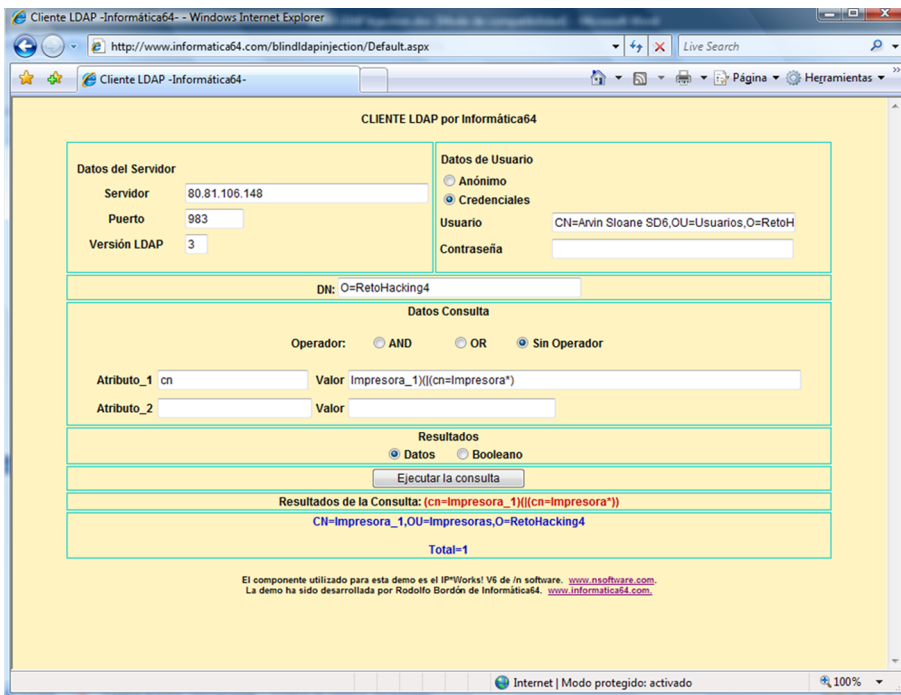 Cliente LDAP -Informática64- - Windows Internet Explorer
http://www.informatica64.com/blindldapinjection/Default.aspx
Live Search
Cliente LDAP -Informática64-
Página
Herramientas
CLIENTE LDAP por Informática64
Datos del Servidor
Servidor 80.81.106.148
Puerto 983
Versión LDAP 3
Datos de Usuario
Anónimo
Credenciales
Usuario CN=Arvin Sloane SD6,OU=Usuarios,O=RetoH
Contraseña
DN: O=RetoHacking4
Datos Consulta
Operador: AND OR Sin Operador
Atributo_1 cn Valor Impresora_1)(|(cn=Impresora*)
Atributo_2 Valor
Resultados
Datos Booleano
Ejecutar la consulta
Resultados de la Consulta: (cn=Impresora_1)(|(cn=Impresora*))
CN=Impresora_1,OU=Impresoras,O=RetoHacking4
Total=1
El componente utilizado para esta demo es el IP*Works! V6 de /n software. www.nsoftware.com.
La demo ha sido desarrollada por Rodolfo Bordón de Informática64. www.informatica64.com.
Internet | Modo protegido: activado
100%